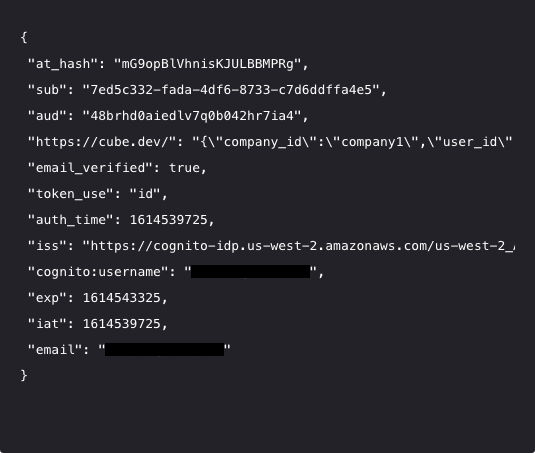 {
"at_hash": "mG9opBlVhnisKJULBBMPRg",
"sub": "7ed5c332-fada-4df6-8733-c7d6ddffa4e5",
"aud": "48brhd0aiedlv7q0b042hr7ia4",
"https://cube.dev/": "{\"company_id\":\"company1\",\"user_id\"
"email_verified": true,
"token_use": "id",
"auth_time": 1614539725,
"iss": "https://cognito-idp.us-west-2.amazonaws.com/us-west-2_
"cognito:username": "",
"exp": 1614543325,
"iat": 1614539725,
"email": ""
}